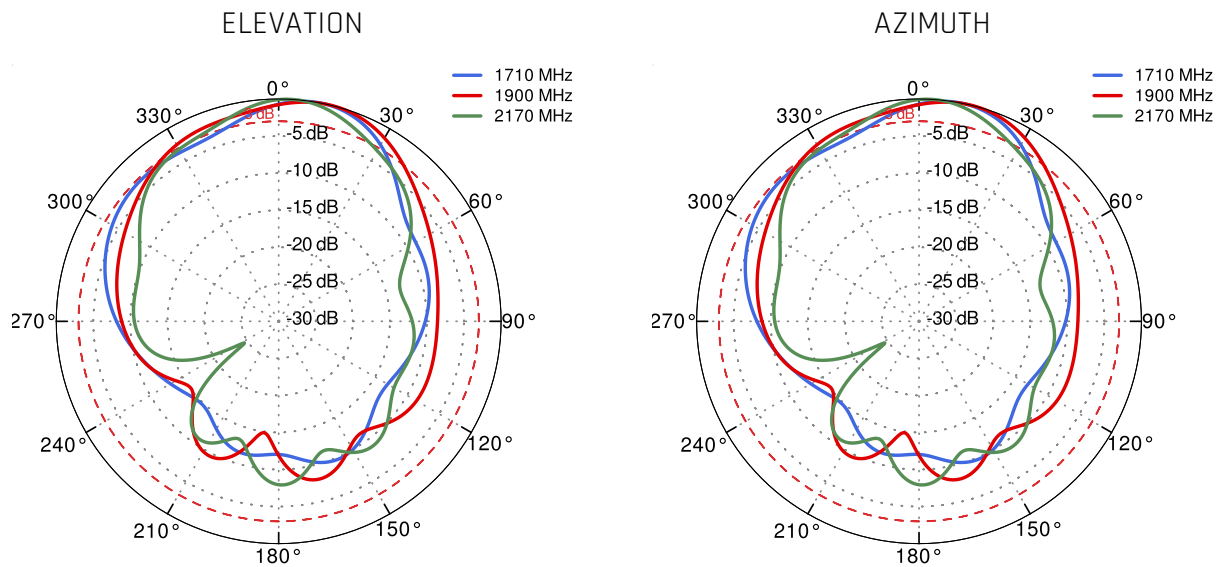 ELEVATION
1710 MHz
1900 MHz
2170 MHz
0°
30°
60°
90°
120°
150°
180°
210°
240°
270°
300°
330°
dB
-5 dB
-10 dB
-15 dB
-20 dB
-25 dB
-30 dB
AZIMUTH
1710 MHz
1900 MHz
2170 MHz
0°
30°
60°
90°
120°
150°
180°
210°
240°
270°
300°
330°
dB
-5 dB
-10 dB
-15 dB
-20 dB
-25 dB
-30 dB